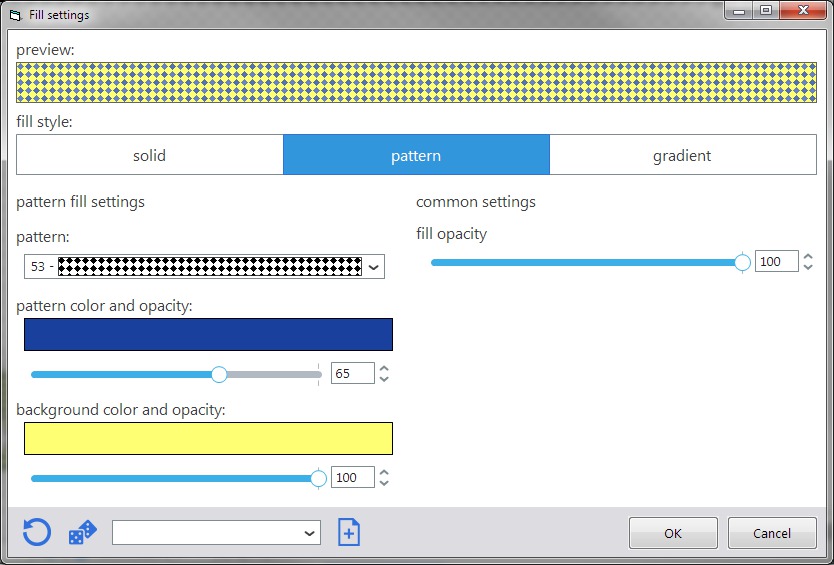 Fill settings
preview:
fill style:
solid
pattern
gradient
pattern fill settings
common settings
pattern:
fill opacity
53 -
100
pattern color and opacity:
65
background color and opacity:
100
OK
Cancel